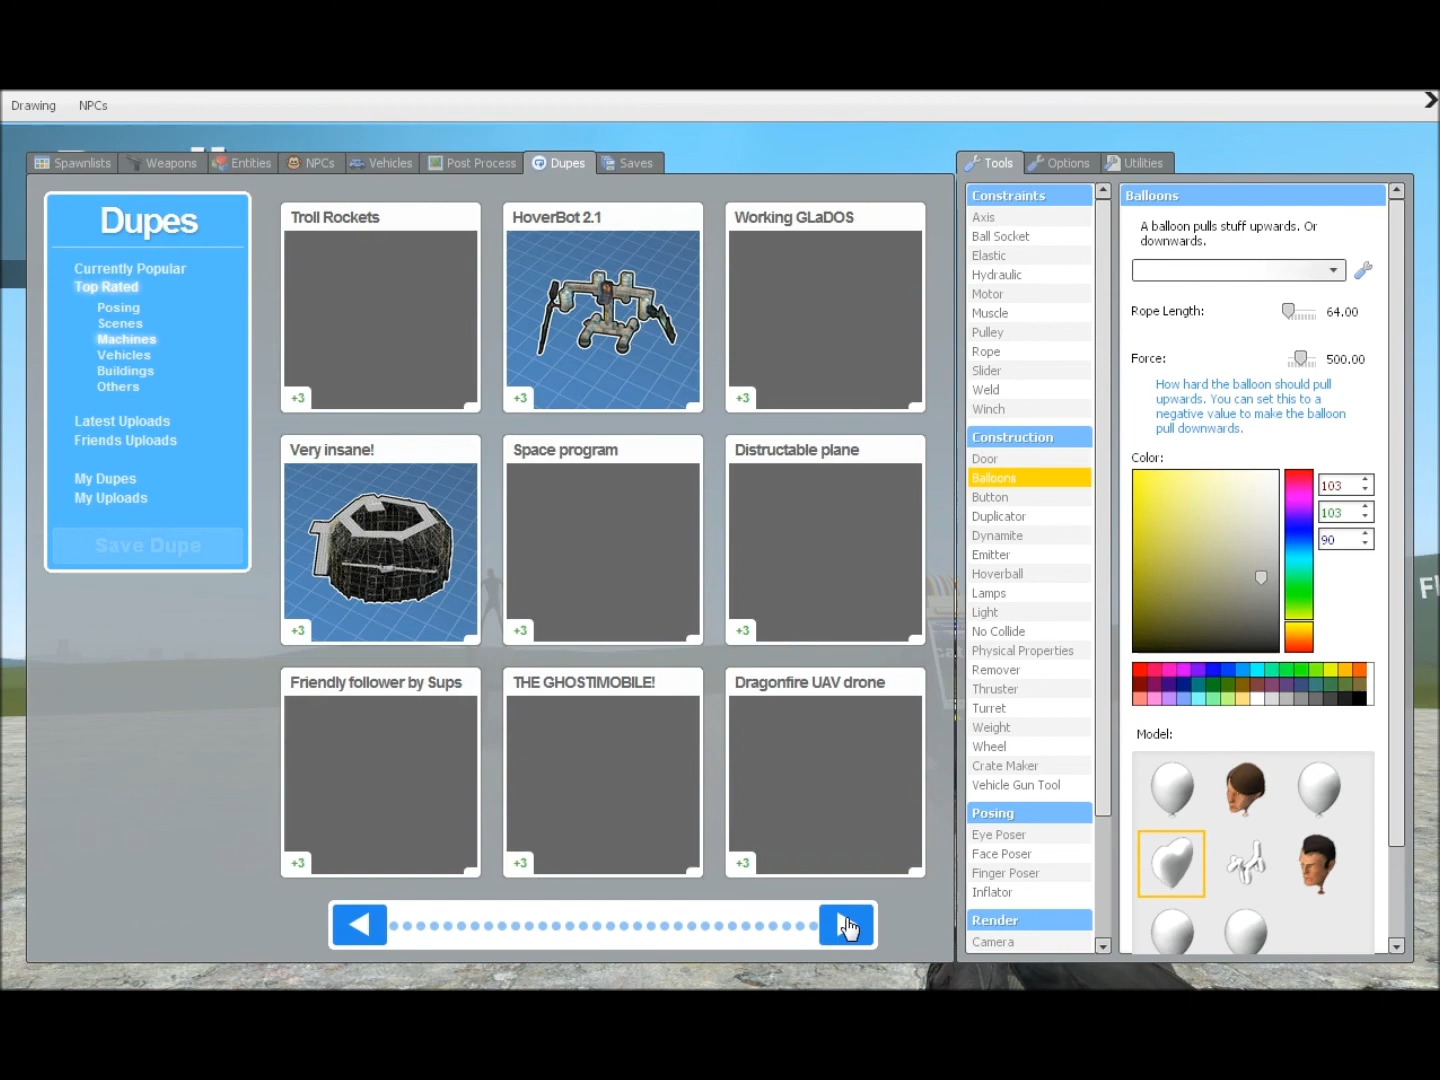 Drawing
NPCs
Spawnlists
Weapons
Entities
NPCs
Vehicles
Post Process
Dupes
Saves
Tools
Options
Utilities
Dupes
Currently Popular
Top Rated
Posing
Scenes
Machines
Vehicles
Buildings
Others
Latest Uploads
Friends Uploads
My Dupes
My Uploads
Save Dupe
Troll Rockets
+3
HoverBot 2.1
+3
Working GLaDOS
+3
Very insane!
+3
Space program
+3
Distructable plane
+3
Friendly follower by Sups
+3
THE GHOSTIMOBILE!
+3
Dragonfire UAV drone
+3
Constraints
Axis
Ball Socket
Elastic
Hydraulic
Motor
Muscle
Pulley
Rope
Slider
Weld
Winch
Construction
Door
Balloons
Button
Duplicator
Dynamite
Emitter
Hoverball
Lamps
Light
No Collide
Physical Properties
Remover
Thruster
Turret
Weight
Wheel
Crate Maker
Vehicle Gun Tool
Posing
Eye Poser
Face Poser
Finger Poser
Inflator
Render
Camera
Balloons
A balloon pulls stuff upwards. Or
downwards.
Rope Length:
64.00
Force:
500.00
How hard the balloon should pull
upwards. You can set this to a
negative value to make the balloon
pull downwards.
Color:
103
103
90
Model: